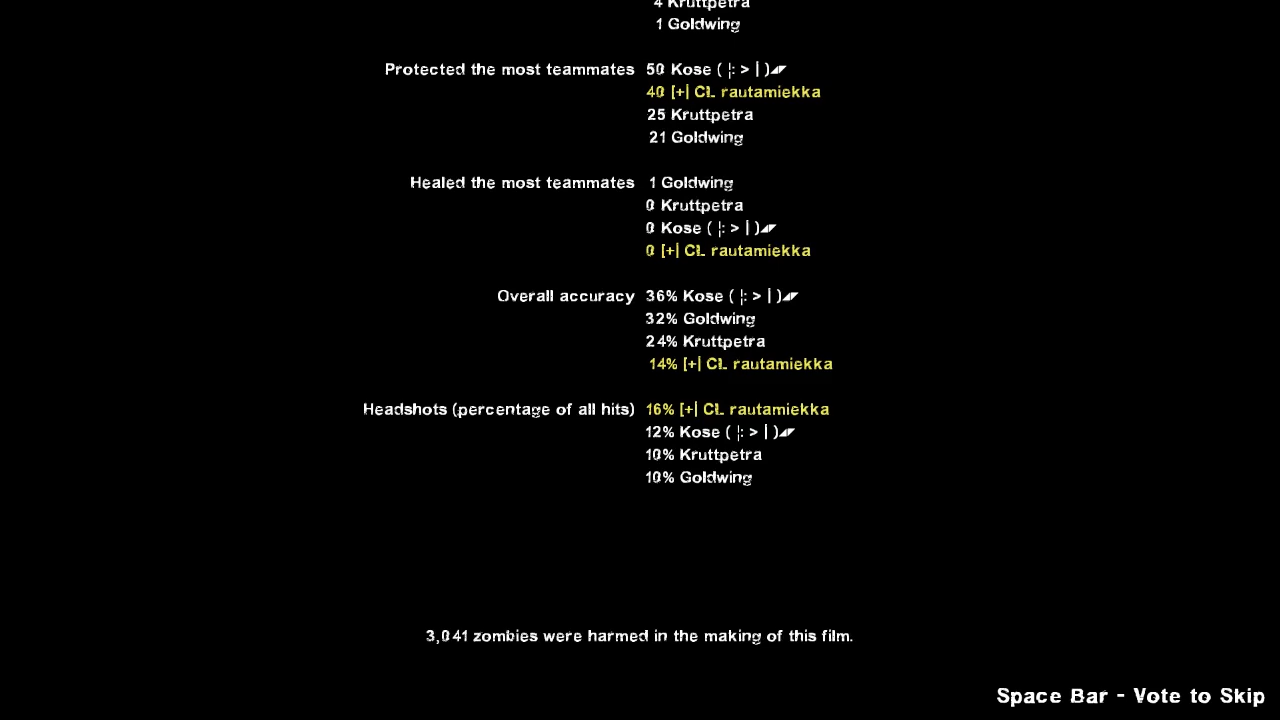 4 Kruttpetra
1 Goldwing
Protected the most teammates 50 Kose ( ¦: > | )◢◤
40 [+| CL rautamiekka
25 Kruttpetra
21 Goldwing
Healed the most teammates 1 Goldwing
0 Kruttpetra
0 Kose ( ¦: > | )◢◤
0 [+| CL rautamiekka
Overall accuracy 36% Kose ( ¦: > | )◢◤
32% Goldwing
24% Kruttpetra
14% [+| CL rautamiekka
Headshots (percentage of all hits) 16% [+| CL rautamiekka
12% Kose ( ¦: > | )◢◤
10% Kruttpetra
10% Goldwing
3,041 zombies were harmed in the making of this film.
Space Bar - Vote to Skip